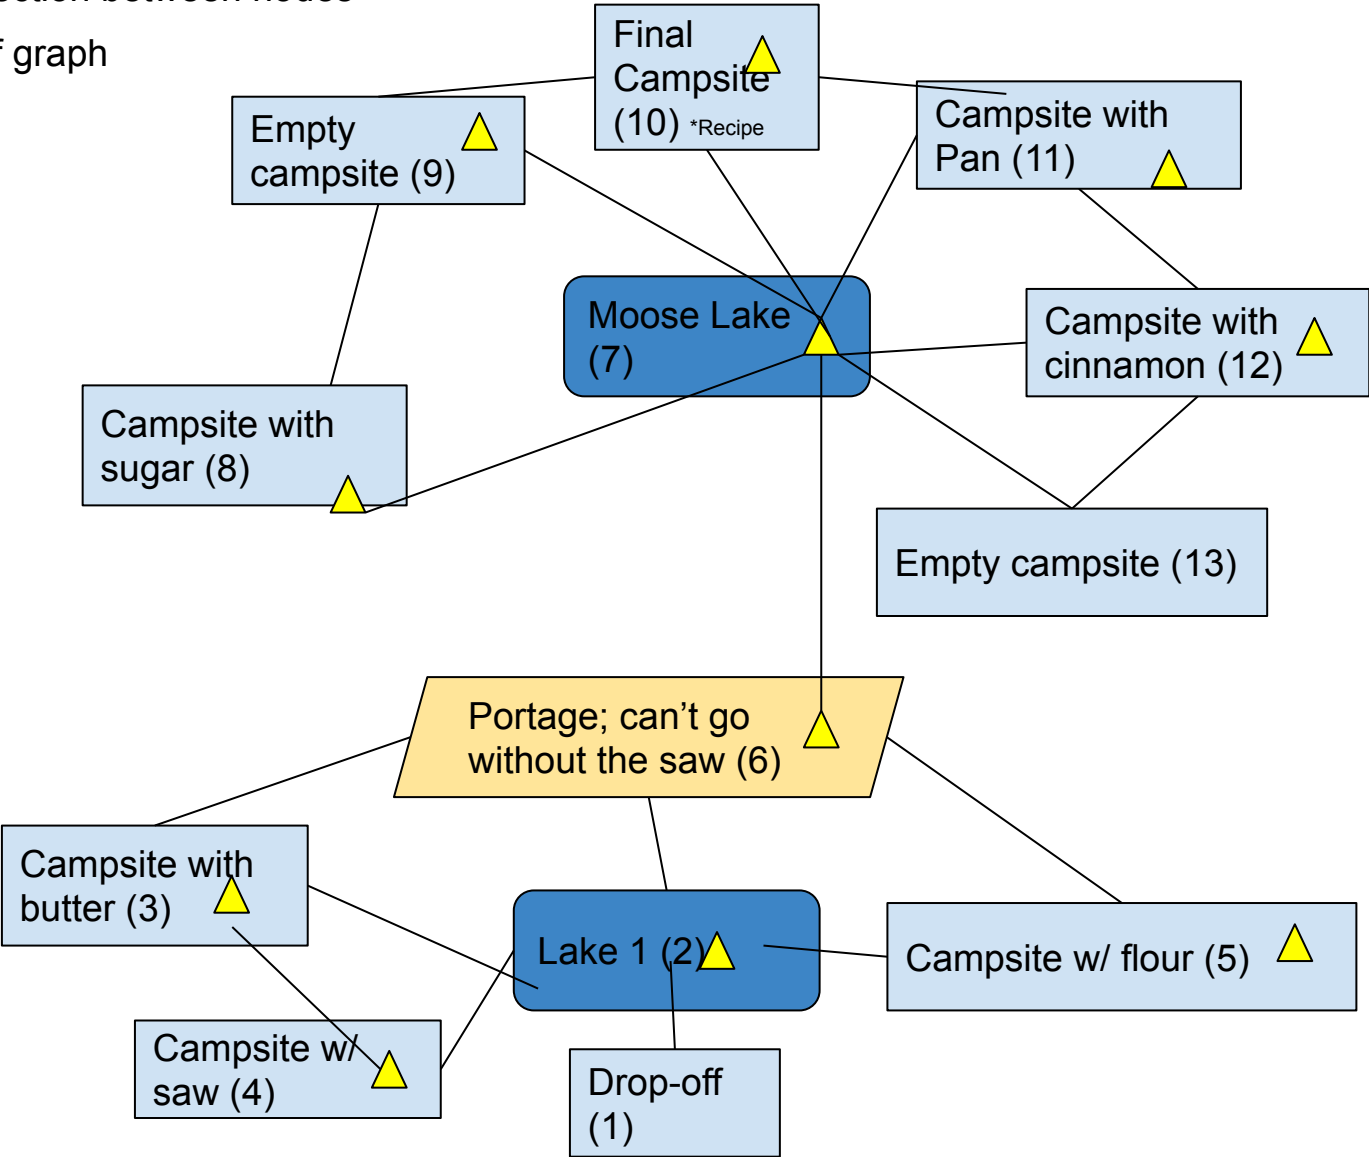 f graph
Final
Campsite
(10) *Recipe
Empty
campsite (9)
Campsite with
Pan (11)
Moose Lake
(7)
Campsite with
cinnamon (12)
Campsite with
sugar (8)
Empty campsite (13)
Portage; can’t go
without the saw (6)
Campsite with
butter (3)
Lake 1 (2)
Campsite w/ flour (5)
Campsite w/
saw (4)
Drop-off
(1)